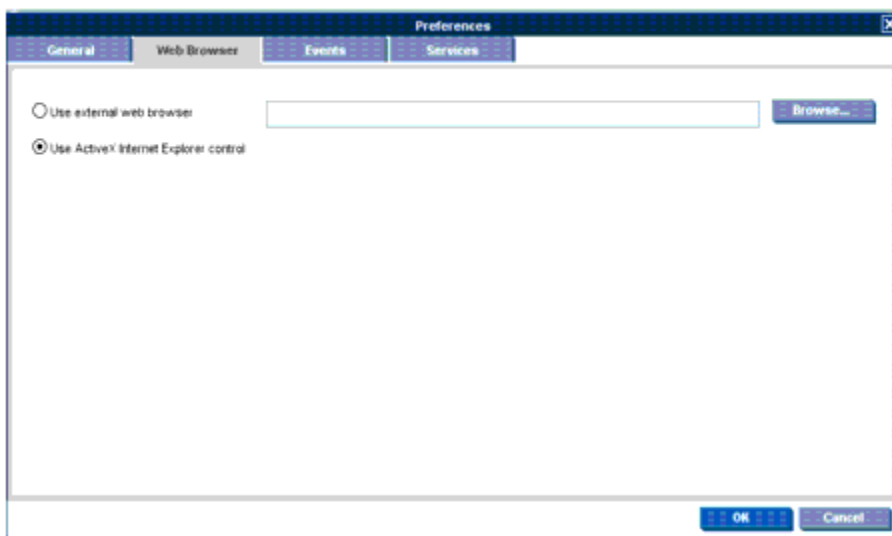 Preferences
General Web Browser Events Services
Use external web browser Browse...
Use ActiveX Internet Explorer control
OK Cancel